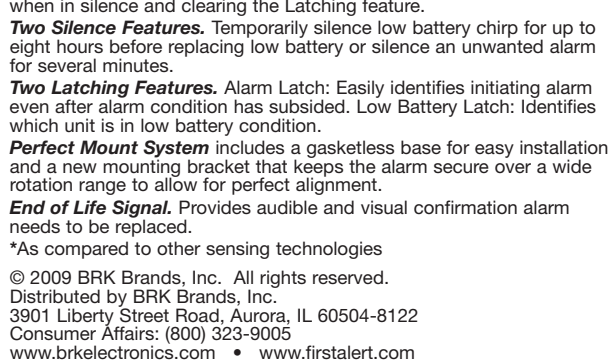 when in silence and clearing the Latching feature.
Two Silence Features. Temporarily silence low battery chirp for up to
eight hours before replacing low battery or silence an unwanted alarm
for several minutes.
Two Latching Features. Alarm Latch: Easily identifies initiating alarm
even after alarm condition has subsided. Low Battery Latch: Identifies
which unit is in low battery condition.
Perfect Mount System includes a gasketless base for easy installation
and a new mounting bracket that keeps the alarm secure over a wide
rotation range to allow for perfect alignment.
End of Life Signal. Provides audible and visual confirmation alarm
needs to be replaced.
*As compared to other sensing technologies
© 2009 BRK Brands, Inc. All rights reserved.
Distributed by BRK Brands, Inc.
3901 Liberty Street Road, Aurora, IL 60504-8122
Consumer Affairs: (800) 323-9005
www.brkelectronics.com • www.firstalert.com